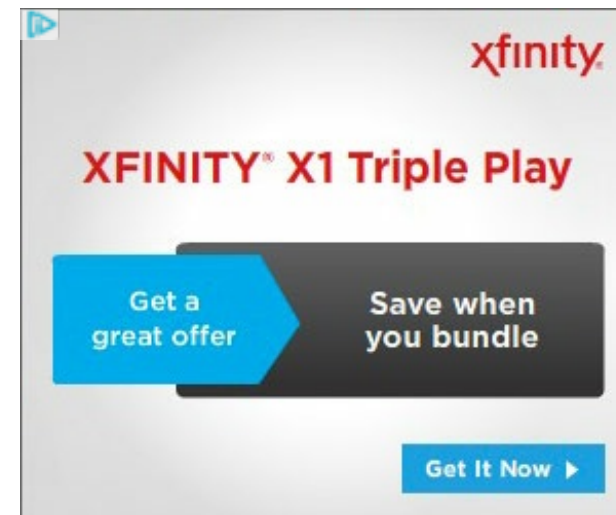 xfinity®
XFINITY® X1 Triple Play
Get a
great offer
Save when
you bundle
Get It Now